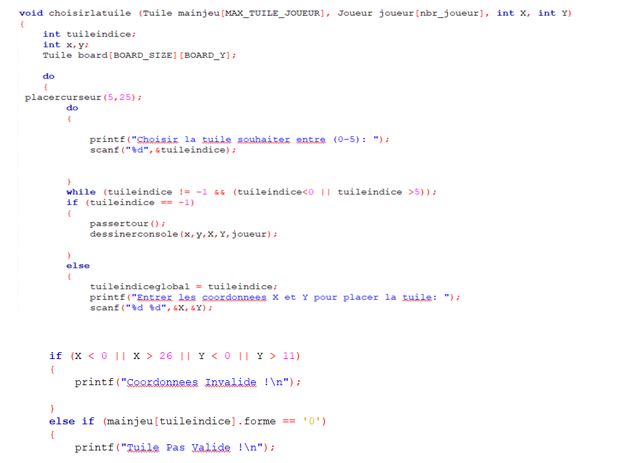 void choisirlatuile (Tuile mainjeu[MAX_TUILE_JOUEUR], Joueur joueur[nbr_joueur], int X, int Y)
{
int tuileindice;
int x,y;
Tuile board[BOARD_SIZE][BOARD_Y];
do
{
placercurseur(5,25);
do
{
printf("Choisir la tuile souhaiter entre (0-5): ");
scanf("%d",&tuileindice);
}
while (tuileindice != -1 && (tuileindice<0 || tuileindice >5));
if (tuileindice == -1)
{
passertour();
dessinerconsole(x,y,X,Y,joueur);
}
else
{
tuileindiceglobal = tuileindice;
printf("Entrer les coordonnees X et Y pour placer la tuile: ");
scanf("%d %d",&X,&Y);
if (X < 0 || X > 26 || Y < 0 || Y > 11)
{
printf("Coordonnees Invalide !\n");
}
else if (mainjeu[tuileindice].forme == '0')
{
printf("Tuile Pas Valide !\n");